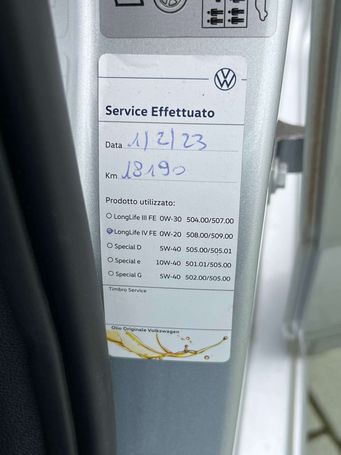 Service Effettuato
Data 1/2/23
Km 18190
Prodotto utilizzato:
LongLife III FE 0W-30 504.00/507.00
LongLife IV FE 0W-20 508.00/509.00
Special D 5W-40 505.00/505.01
Special e 10W-40 501.01/505.00
Special G 5W-40 502.00/505.00
Timbro Service
Olio Originale Volkswagen